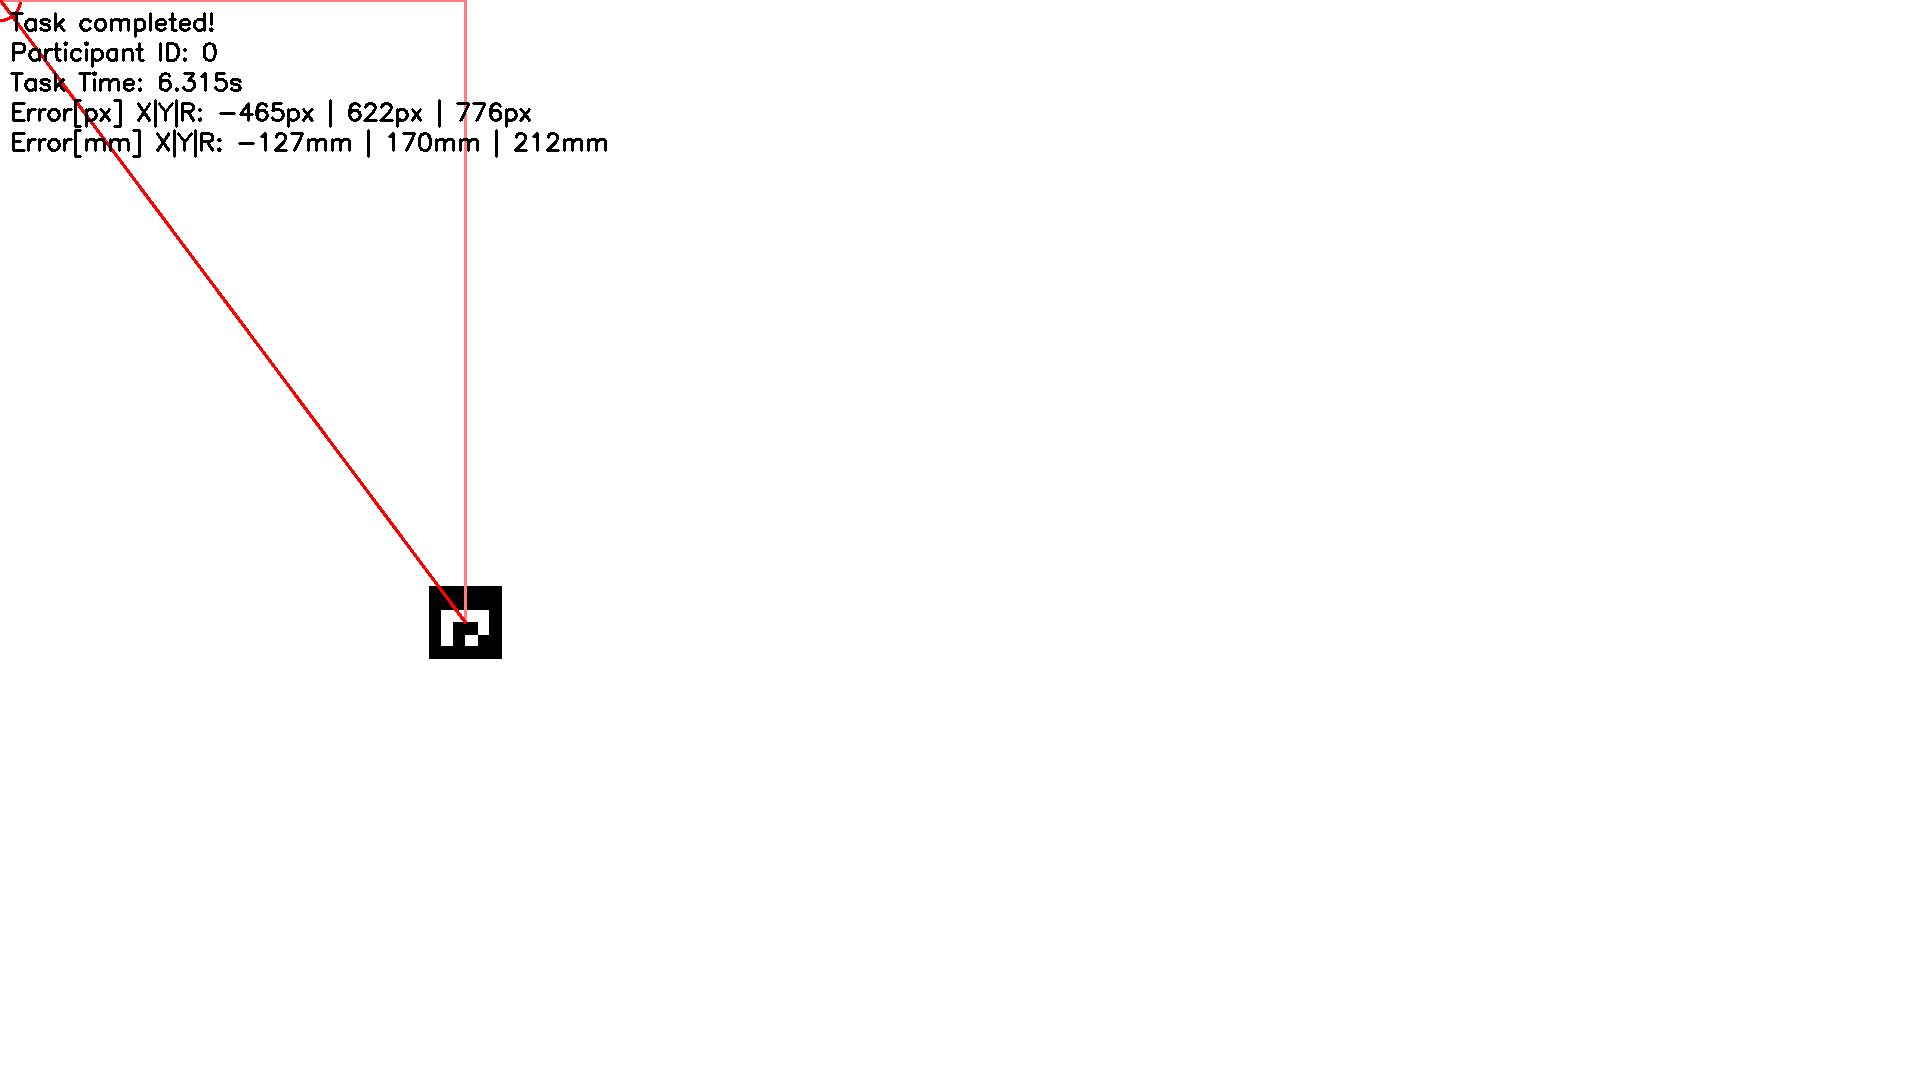 Task completed!
Participant ID: 0
Task Time: 6.315s
Error[px] X|Y|R: -465px | 622px | 776px
Error[mm] X|Y|R: -127mm | 170mm | 212mm